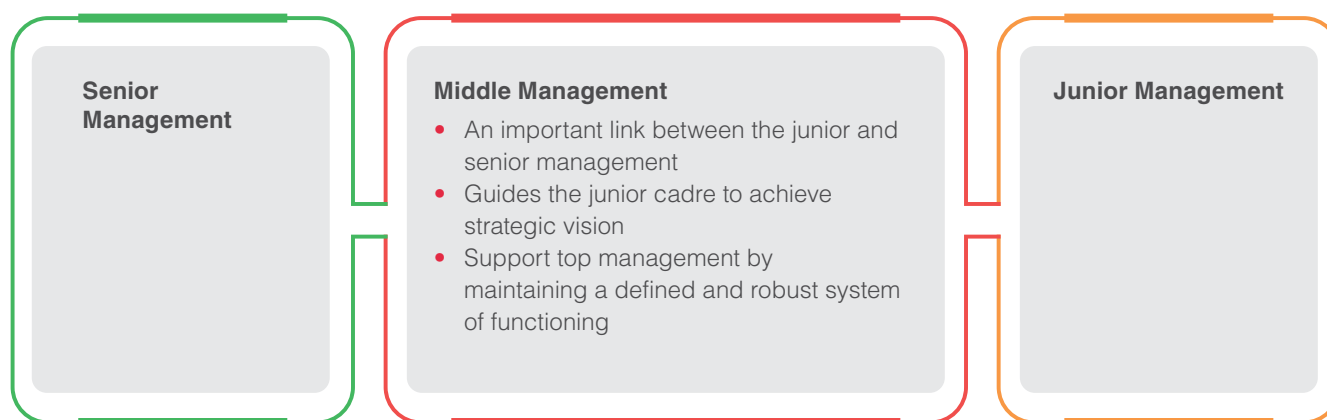 Senior
Management
Middle Management
• An important link between the junior and
senior management
• Guides the junior cadre to achieve
strategic vision
• Support top management by
maintaining a defined and robust system
of functioning
Junior Management